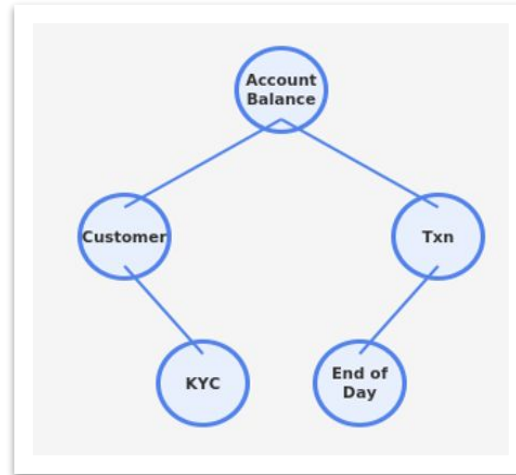 Account
Balance
Customer
Txn
KYC
End of
Day